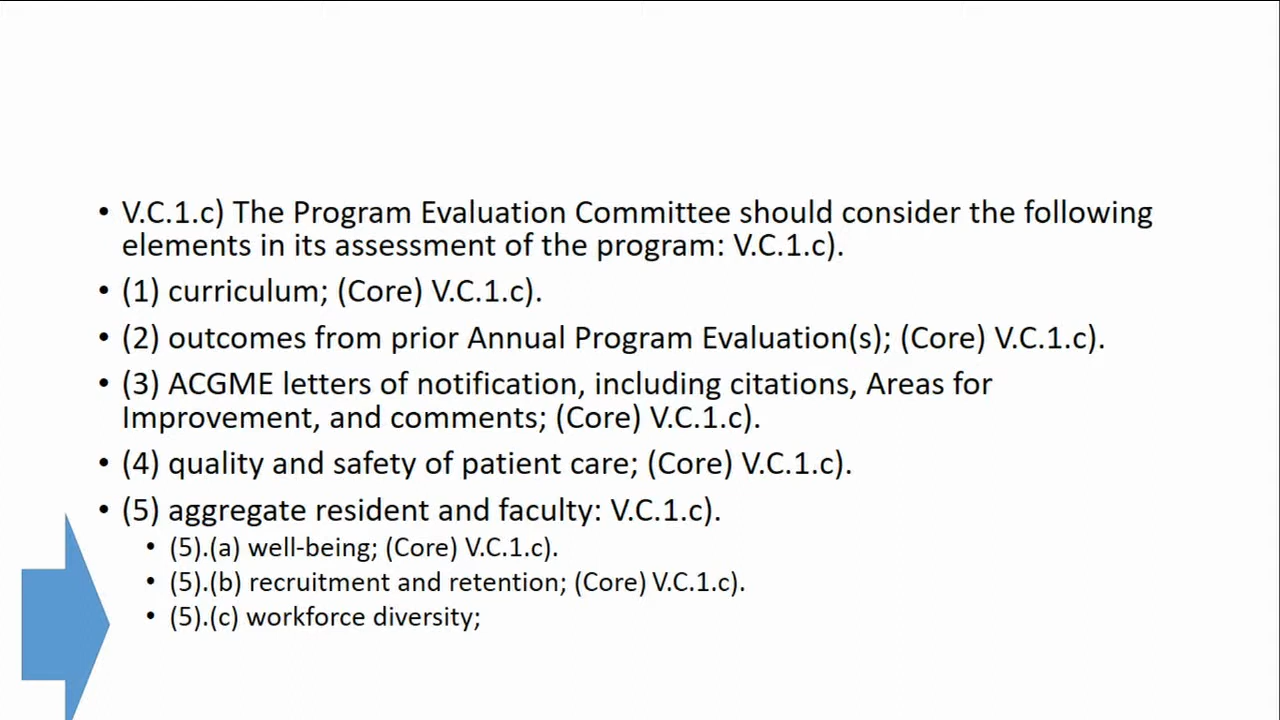 • V.C.1.c) The Program Evaluation Committee should consider the following
elements in its assessment of the program: V.C.1.c).
• (1) curriculum; (Core) V.C.1.c).
• (2) outcomes from prior Annual Program Evaluation(s); (Core) V.C.1.c).
• (3) ACGME letters of notification, including citations, Areas for
Improvement, and comments; (Core) V.C.1.c).
• (4) quality and safety of patient care; (Core) V.C.1.c).
• (5) aggregate resident and faculty: V.C.1.c).
• (5).(a) well-being; (Core) V.C.1.c).
• (5).(b) recruitment and retention; (Core) V.C.1.c).
• (5).(c) workforce diversity;